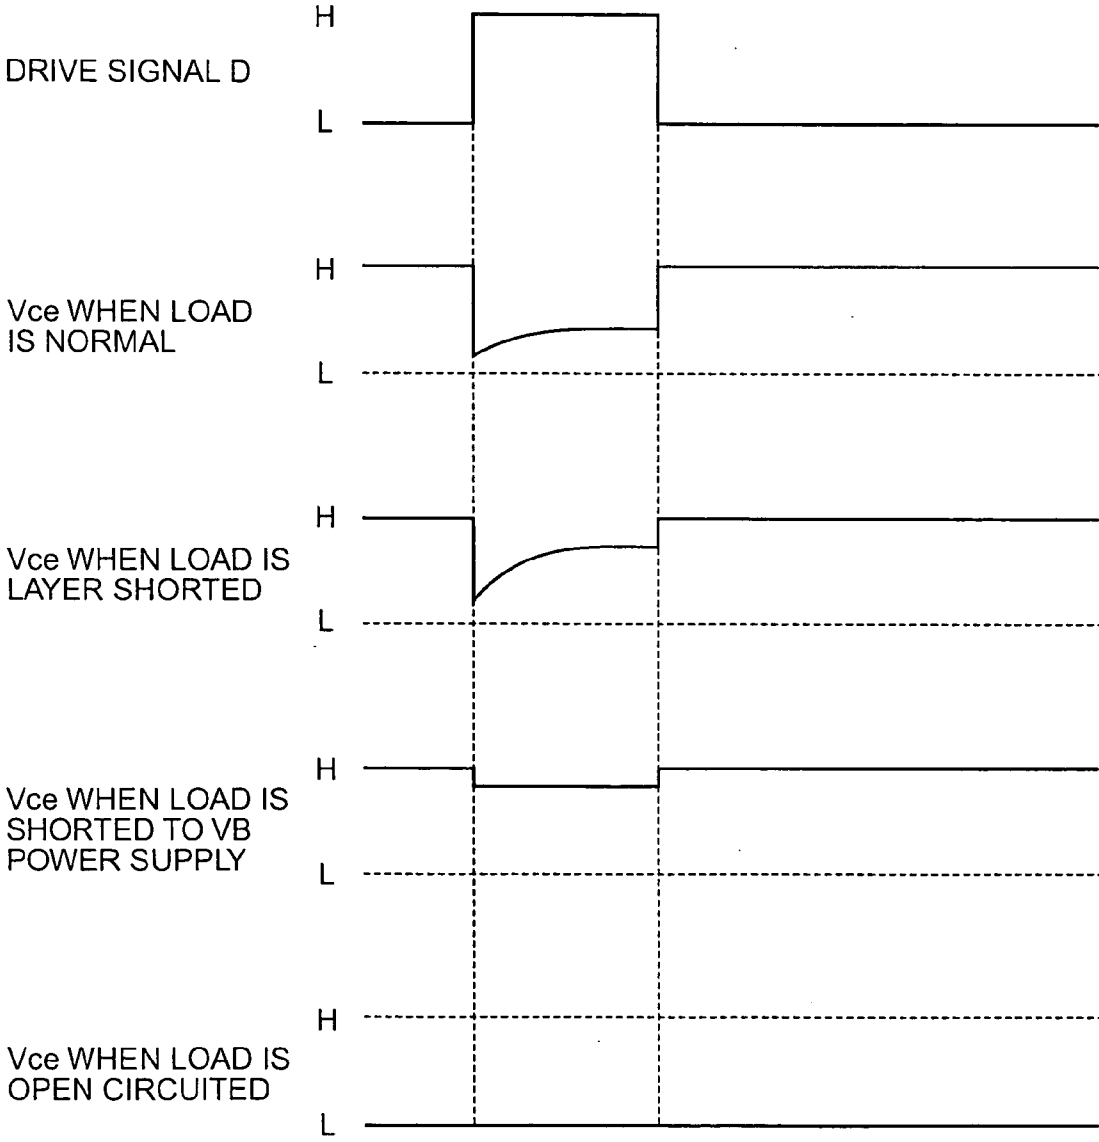 H
DRIVE SIGNAL D
L
H
Vce WHEN LOAD
IS NORMAL
L
H
Vce WHEN LOAD IS
LAYER SHORTED
L
H
Vce WHEN LOAD IS
SHORTED TO VB
POWER SUPPLY
L
H
Vce WHEN LOAD IS
OPEN CIRCUITED
L